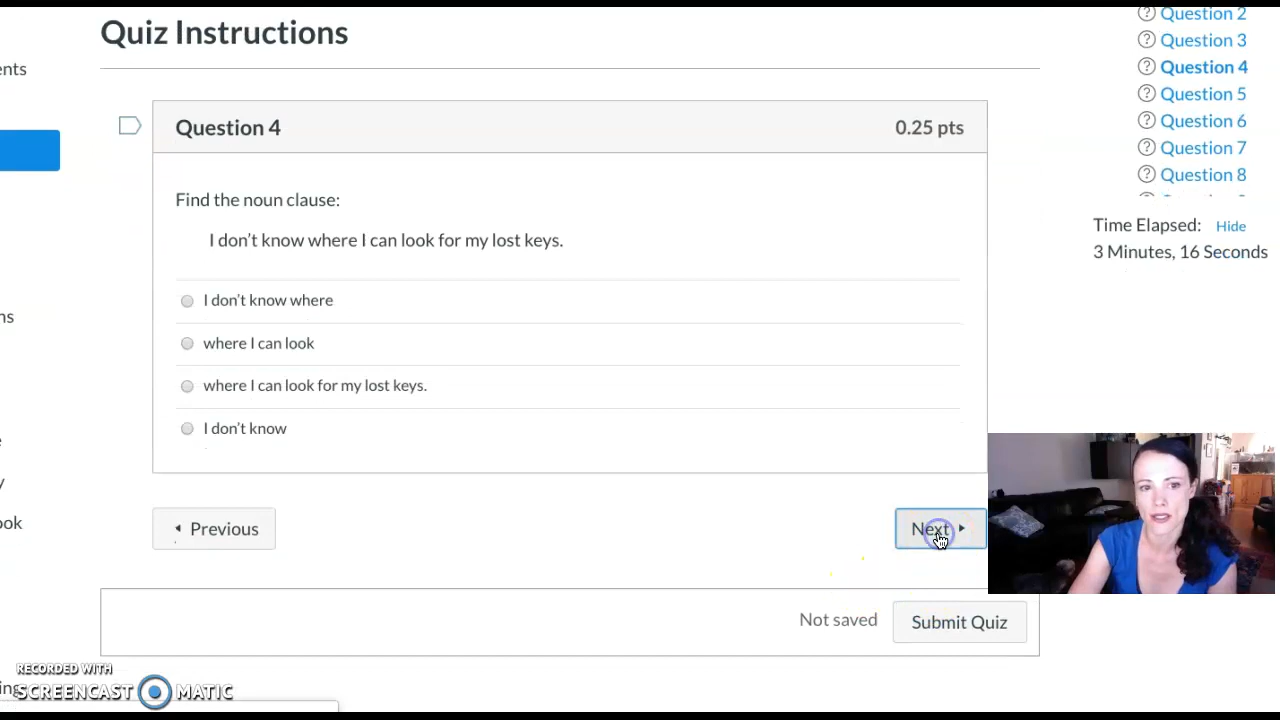 Quiz Instructions
ents
Question 2
Question 3
Question 4
Question 5
Question 6
Question 7
Question 8
Time Elapsed: Hide
3 Minutes, 16 Seconds
Question 4
0.25 pts
Find the noun clause:
I don't know where I can look for my lost keys.
I don't know where
where I can look
where I can look for my lost keys.
I don't know
Previous
Next
Not saved
Submit Quiz
ns
e
y
ook
ing
RECORDED WITH
SCREENCAST MATIC